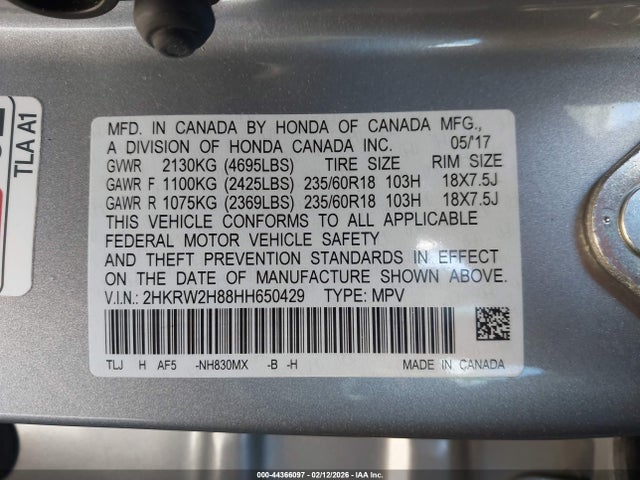 TLA A1
MFD. IN CANADA BY HONDA OF CANADA MFG.,
A DIVISION OF HONDA CANADA INC. 05/'17
GVWR 2130KG (4695LBS) TIRE SIZE RIM SIZE
GAWR F 1100KG (2425LBS) 235/60R18 103H 18X7.5J
GAWR R 1075KG (2369LBS) 235/60R18 103H 18X7.5J
THIS VEHICLE CONFORMS TO ALL APPLICABLE
FEDERAL MOTOR VEHICLE SAFETY
AND THEFT PREVENTION STANDARDS IN EFFECT
ON THE DATE OF MANUFACTURE SHOWN ABOVE.
V.I.N.: 2HKRW2H88HH650429 TYPE: MPV
TLJ H AF5 -NH830MX -B -H MADE IN CANADA
000-44366097 - 02/12/2026 - IAA Inc.